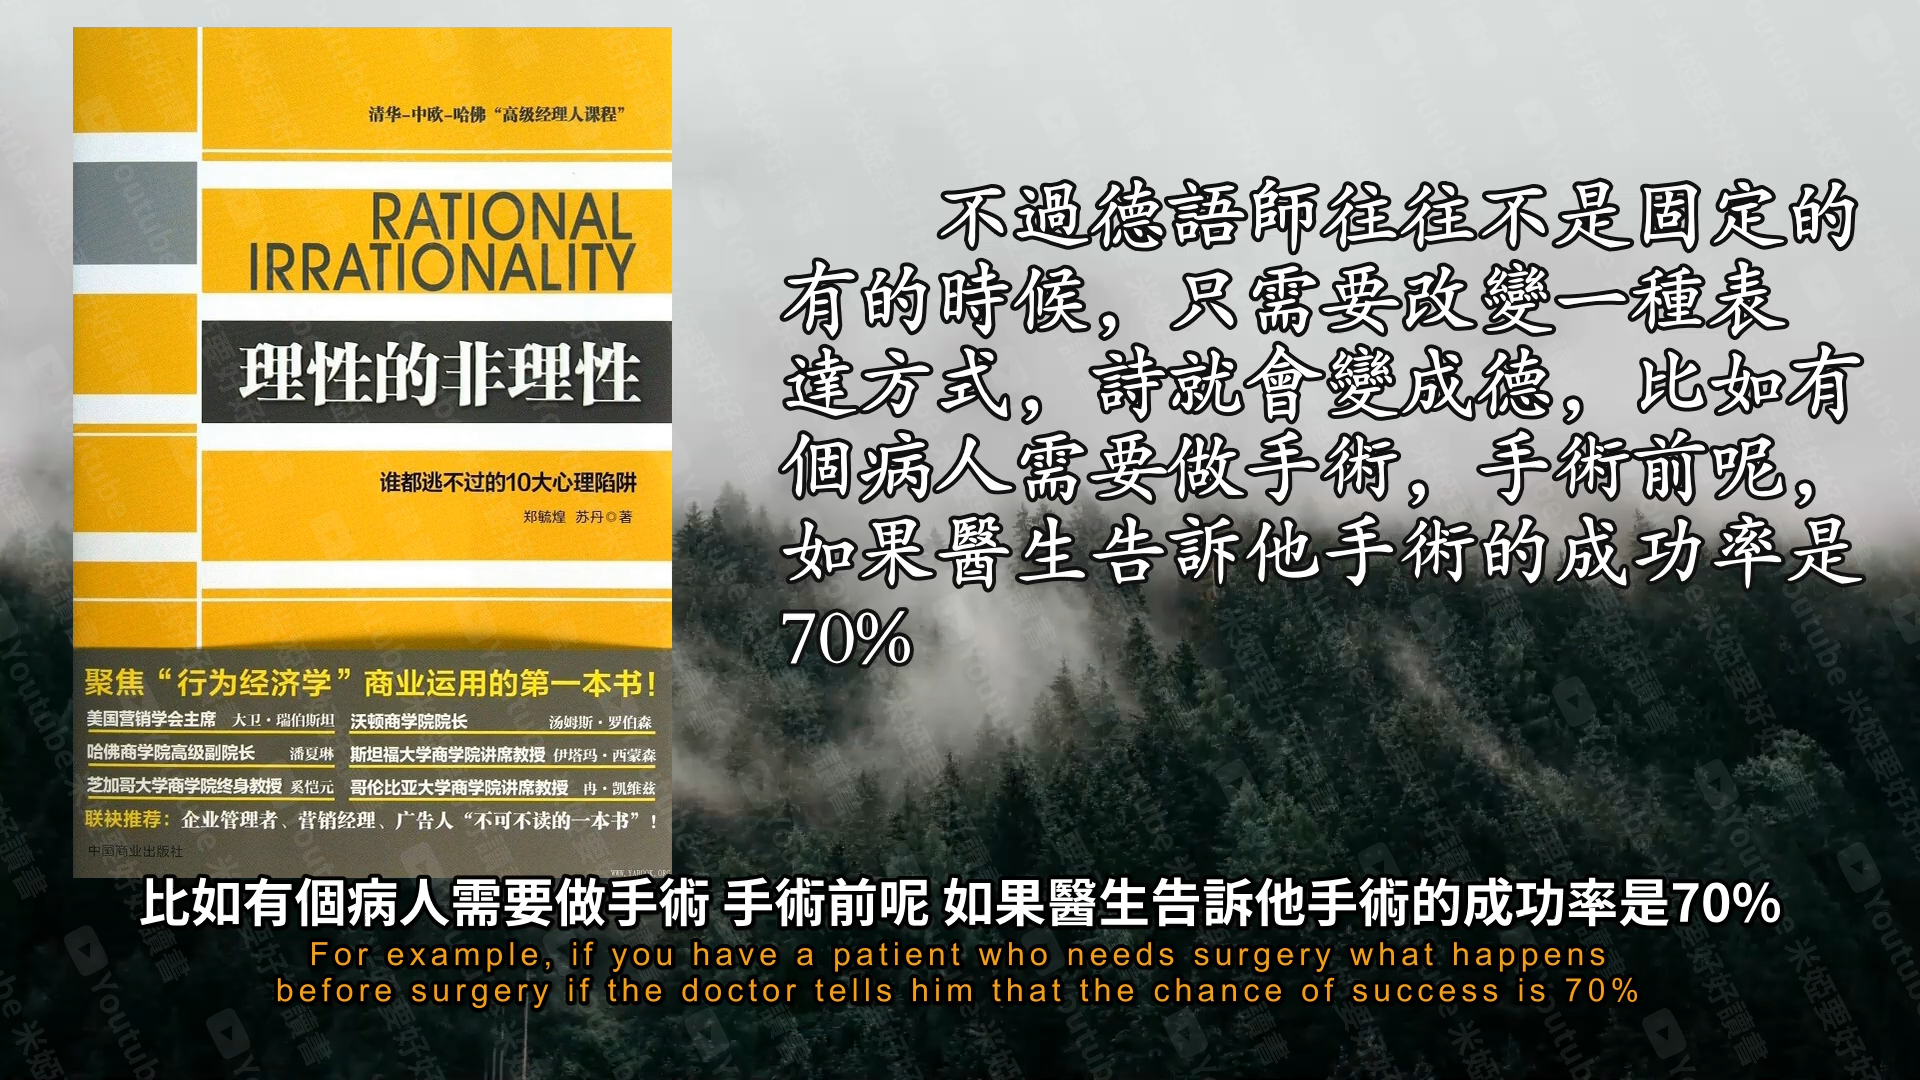 清华-中欧-哈佛“高级经理人课程”
RATIONAL
IRRATIONALITY
理性的非理性
谁都逃不过的10大心理陷阱
郑毓煌 苏丹◎著
聚焦“行为经济学”商业运用的第一本书！
美国营销学会主席 大卫·瑞伯斯坦 沃顿商学院院长 汤姆斯·罗伯森
哈佛商学院高级副院长 潘夏琳 斯坦福大学商学院讲席教授 伊塔玛·西蒙森
芝加哥大学商学院终身教授 奚恺元 哥伦比亚大学商学院讲席教授 冉·凯维兹
联袂推荐：企业管理者、营销经理、广告人“不可不读的一本书”！
中国商业出版社
WWW.YABOOK.ORG
不過德語師往往不是固定的
有的時候，只需要改變一種表
達方式，詩就會變成德，比如有
個病人需要做手術，手術前呢，
如果醫生告訴他手術的成功率是
70%
比如有個病人需要做手術 手術前呢 如果醫生告訴他手術的成功率是70%
For example, if you have a patient who needs surgery what happens
before surgery if the doctor tells him that the chance of success is 70%
Youtube 米婭要好好讀書